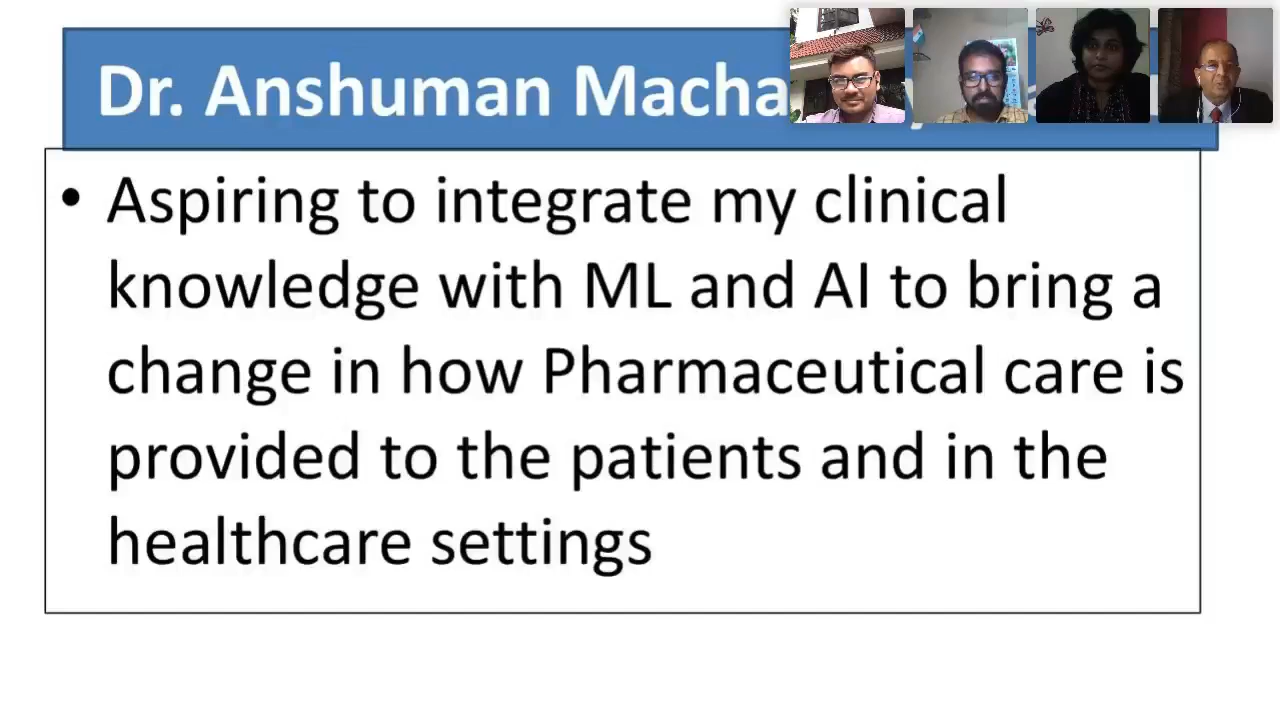 Dr. Anshuman
• Aspiring to integrate my clinical
knowledge with ML and AI to bring a
change in how Pharmaceutical care is
provided to the patients and in the
healthcare settings